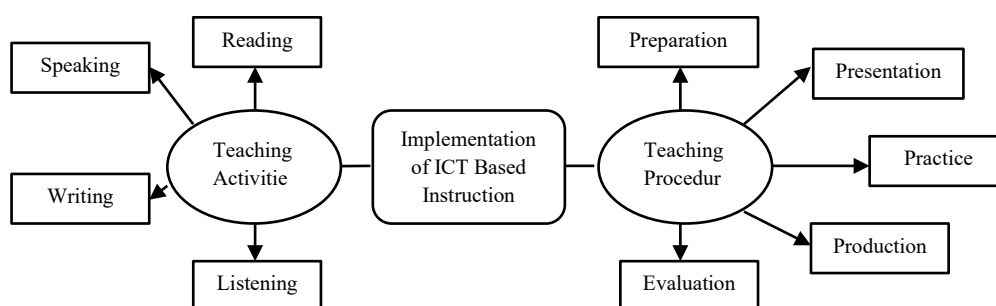 Reading
Speaking
Teaching
Activitie
Writing
Listening
Implementation
of ICT Based
Instruction
Preparation
Presentation
Teaching
Procedur
Practice
Production
Evaluation